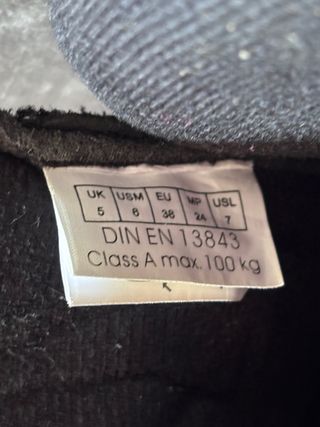 UK USM EU MP USL
5 6 38 24 7
DIN EN 13843
Class A max. 100 kg